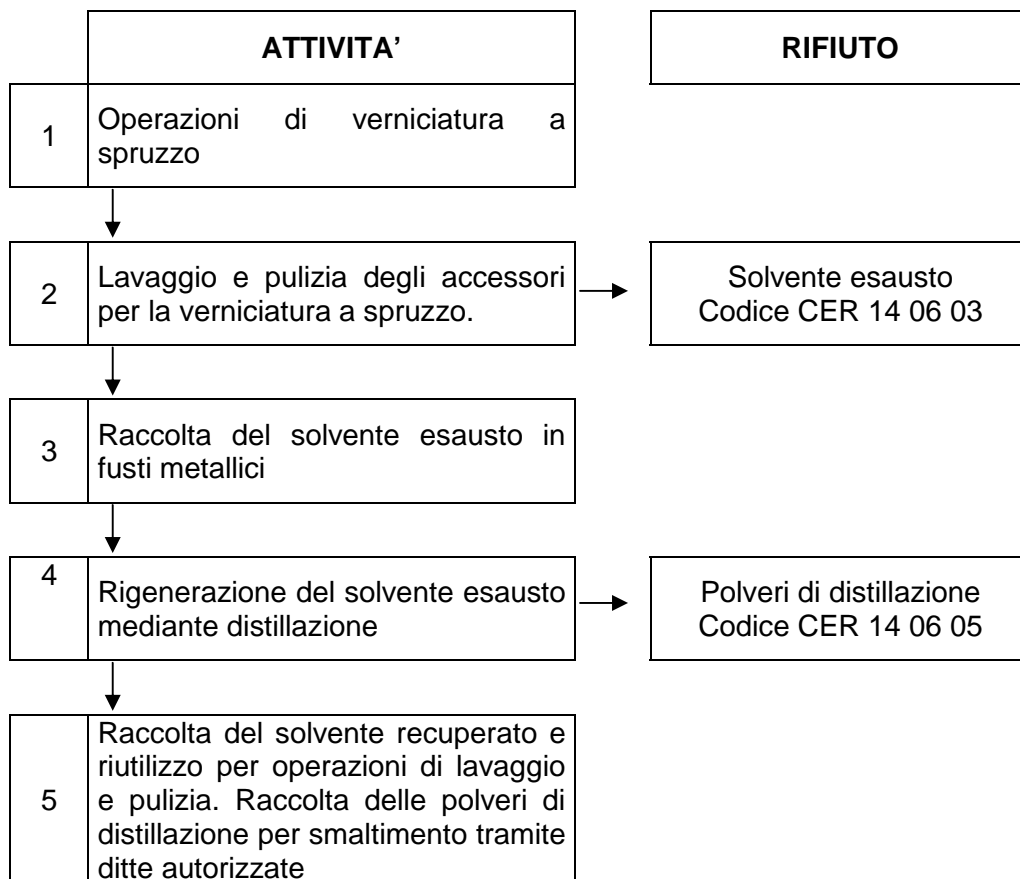 ATTIVITA’
RIFIUTO
1
Operazioni di verniciatura a
spruzzo
2
Lavaggio e pulizia degli accessori
per la verniciatura a spruzzo.
Solvente esausto
Codice CER 14 06 03
3
Raccolta del solvente esausto in
fusti metallici
4
Rigenerazione del solvente esausto
mediante distillazione
Polveri di distillazione
Codice CER 14 06 05
5
Raccolta del solvente recuperato e
riutilizzo per operazioni di lavaggio
e pulizia. Raccolta delle polveri di
distillazione per smaltimento tramite
ditte autorizzate